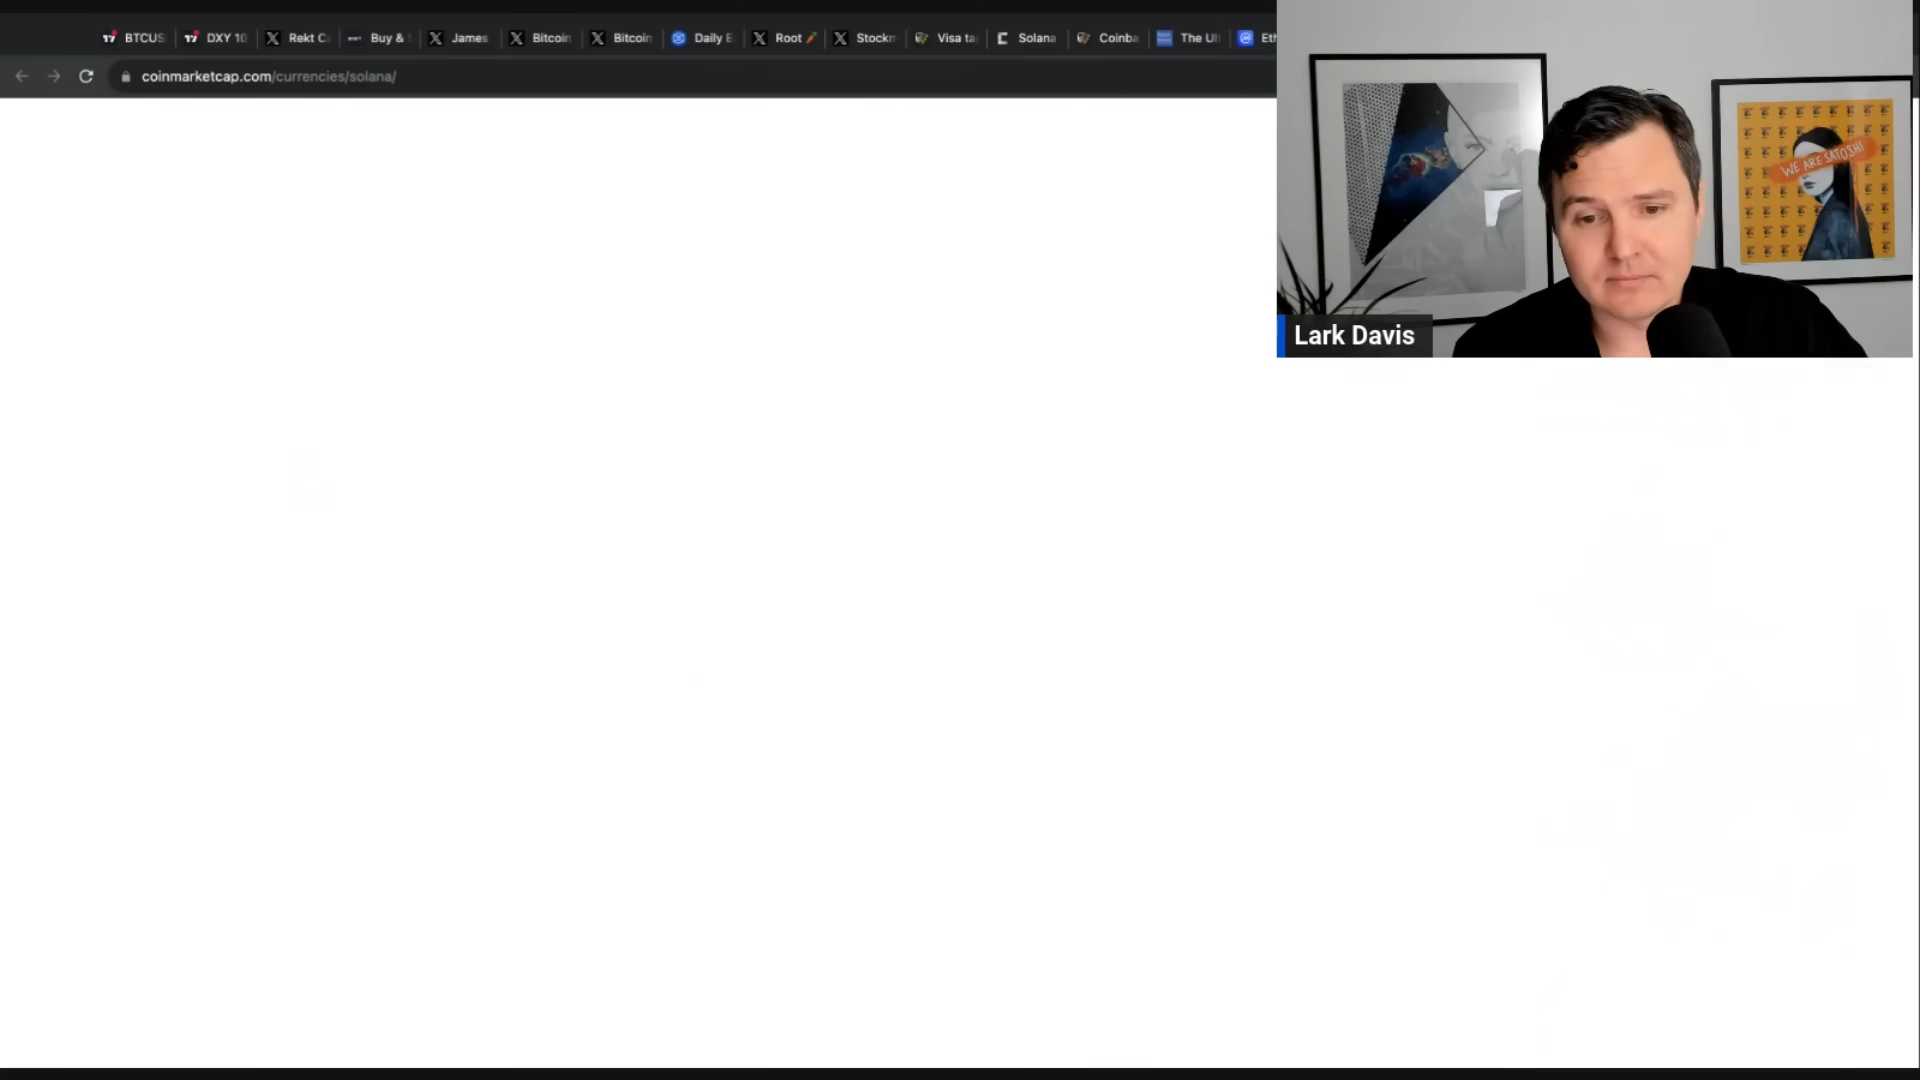 BTCUS DXY 10 Rekt C Buy & James Bitcoin Bitcoin Daily E Root Stockm Visa ta Solana Coinba The Ul Eth
coinmarketcap.com/currencies/solana/
WE ARE SATOSHI
Lark Davis